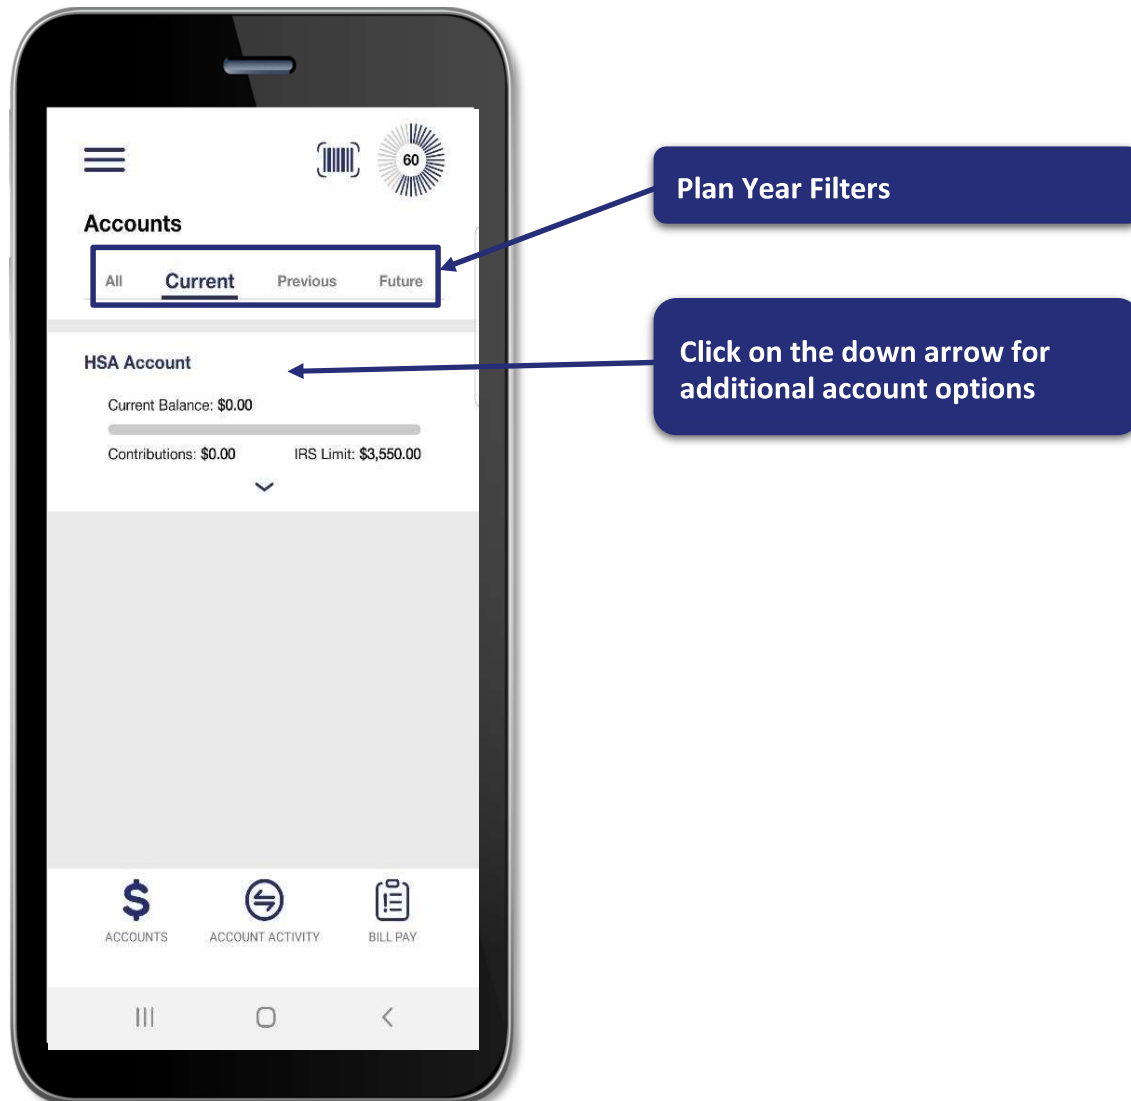 60
Accounts
All Current Previous Future
HSA Account
Current Balance: $0.00
Contributions: $0.00 IRS Limit: $3,550.00
ACCOUNTS ACCOUNT ACTIVITY BILL PAY
Plan Year Filters
Click on the down arrow for
additional account options